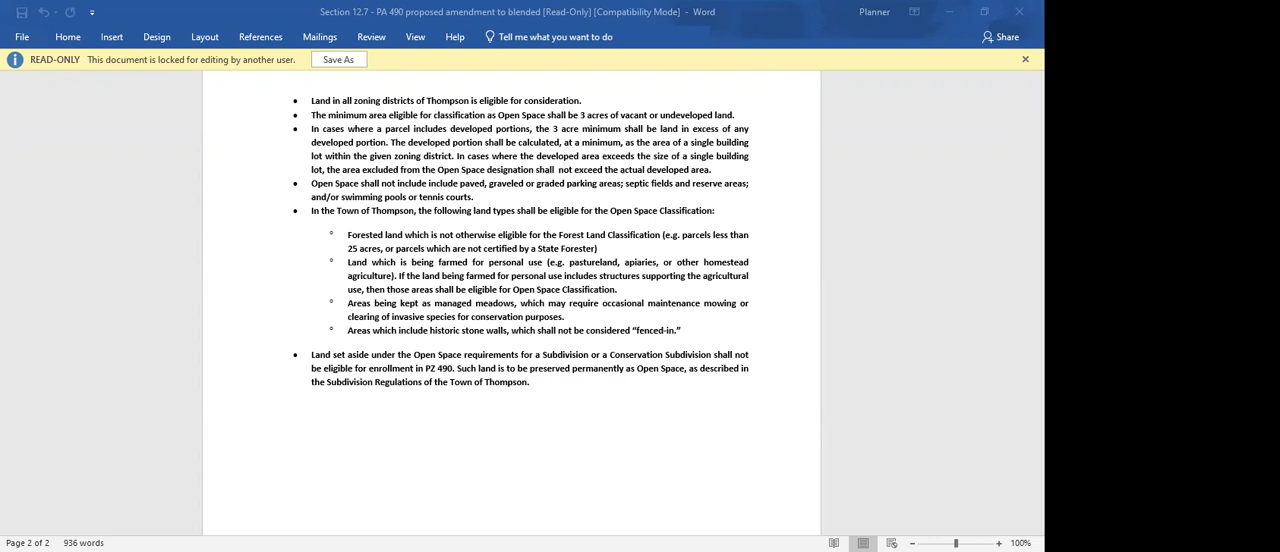 Section 12.7 - PA 490 proposed amendment to blended [Read-Only] [Compatibility Mode] - Word
Planner
File Home Insert Design Layout References Mailings Review View Help Tell me what you want to do Share
READ-ONLY This document is locked for editing by another user. Save As
• Land in all zoning districts of Thompson is eligible for consideration.
• The minimum area eligible for classification as Open Space shall be 3 acres of vacant or undeveloped land.
• In cases where a parcel includes developed portions, the 3 acre minimum shall be land in excess of any
developed portion. The developed portion shall be calculated, at a minimum, as the area of a single building
lot within the given zoning district. In cases where the developed area exceeds the size of a single building
lot, the area excluded from the Open Space designation shall not exceed the actual developed area.
• Open Space shall not include include paved, graveled or graded parking areas; septic fields and reserve areas;
and/or swimming pools or tennis courts.
• In the Town of Thompson, the following land types shall be eligible for the Open Space Classification:
° Forested land which is not otherwise eligible for the Forest Land Classification (e.g. parcels less than
25 acres, or parcels which are not certified by a State Forester)
° Land which is being farmed for personal use (e.g. pastureland, apiaries, or other homestead
agriculture). If the land being farmed for personal use includes structures supporting the agricultural
use, then those areas shall be eligible for Open Space Classification.
° Areas being kept as managed meadows, which may require occasional maintenance mowing or
clearing of invasive species for conservation purposes.
° Areas which include historic stone walls, which shall not be considered “fenced-in.”
• Land set aside under the Open Space requirements for a Subdivision or a Conservation Subdivision shall not
be eligible for enrollment in PZ 490. Such land is to be preserved permanently as Open Space, as described in
the Subdivision Regulations of the Town of Thompson.
Page 2 of 2 936 words
100%